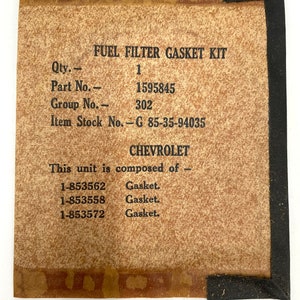 FUEL FILTER GASKET KIT
Qty.– 1
Part No.– 1595845
Group No.– 302
Item Stock No.–G 85-35-94035
CHEVROLET
This unit is composed of –
1-853562 Gasket.
1-853558 Gasket.
1-853572 Gasket.